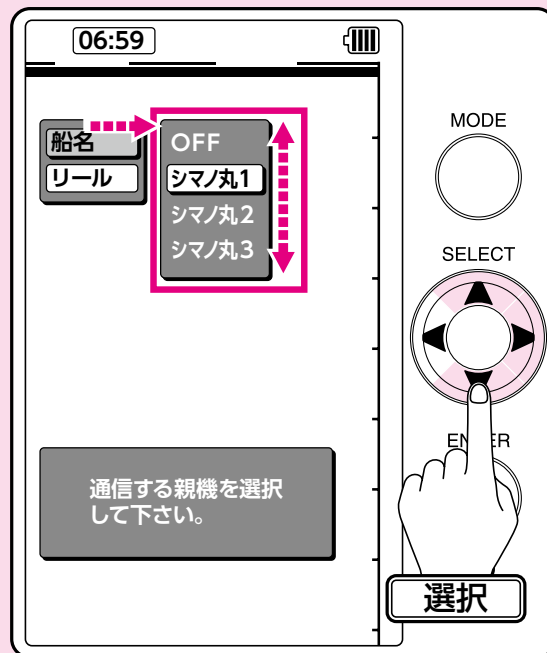 06:59
船名
リール
OFF
シマノ丸1
シマノ丸2
シマノ丸3
通信する親機を選択
して下さい。
MODE
SELECT
ENTER
選択